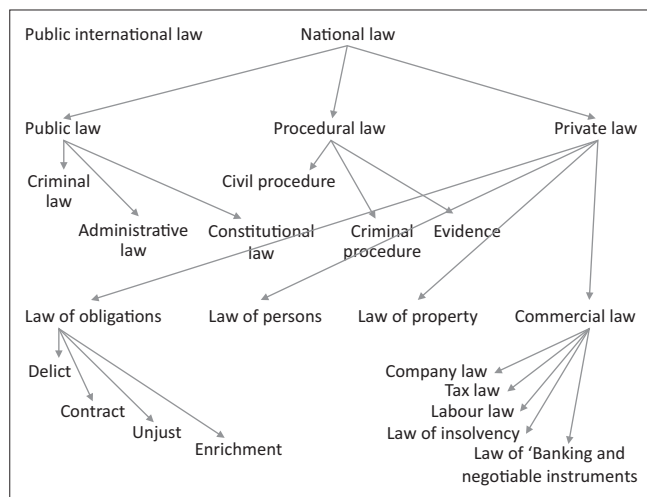 Public international law
National law
Public law
Procedural law
Private law
Criminal
law
Civil procedure
Administrative
law
Constitutional
law
Criminal
procedure
Evidence
Law of obligations
Law of persons
Law of property
Commercial law
Delict
Contract
Unjust
Enrichment
Company law
Tax law
Labour law
Law of insolvency
Law of ‘Banking and
negotiable instruments